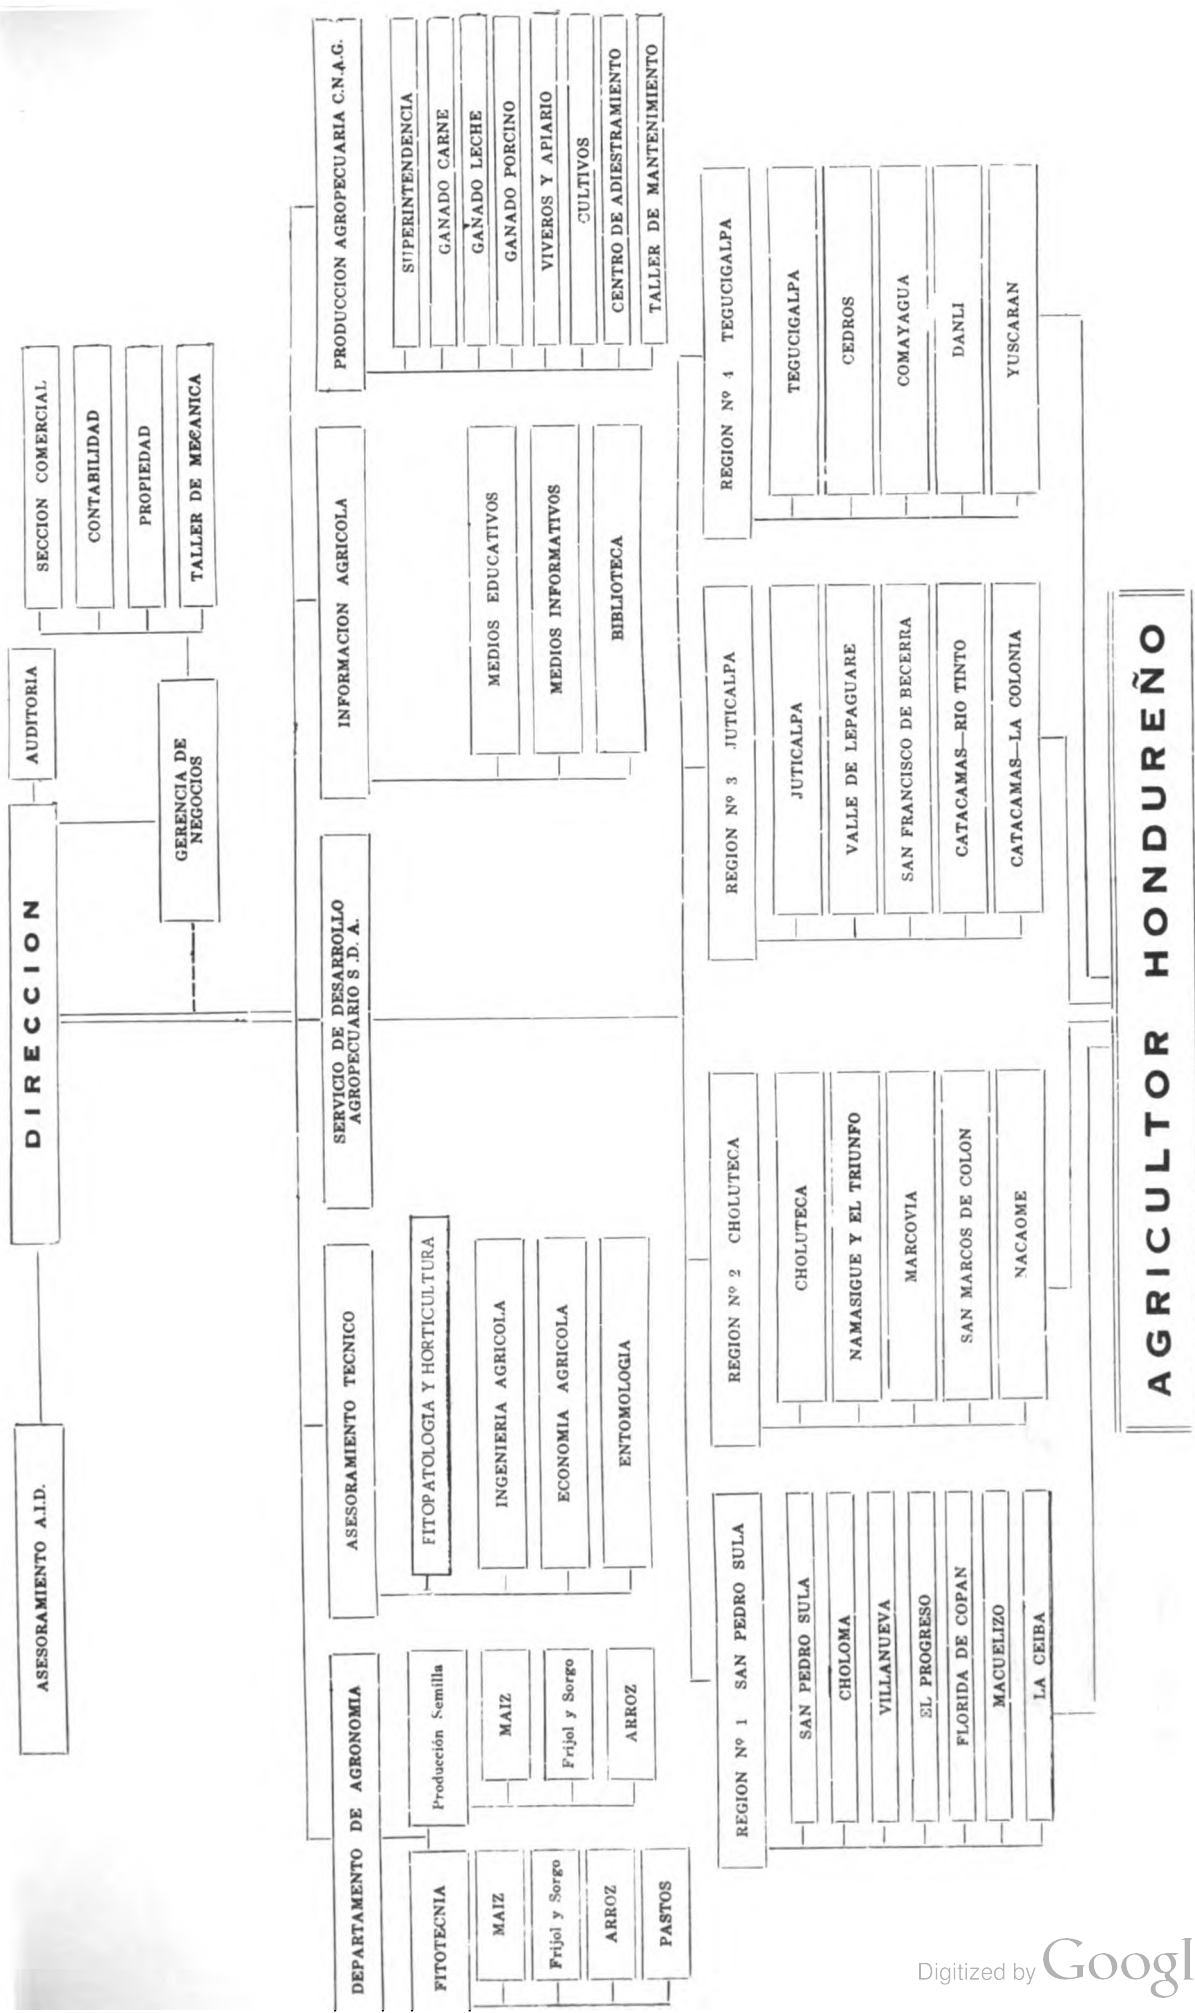 DIRECCION
AUDITORIA
ASESORAMIENTO A.I.D.
GERENCIA DE
NEGOCIOS
SECCION COMERCIAL
CONTABILIDAD
PROPIEDAD
TALLER DE MECANICA
DEPARTAMENTO DE AGRONOMIA
FITOTECNIA
MAIZ
Frijol y Sorgo
ARROZ
PASTOS
Producción Semilla
MAIZ
Frijol y Sorgo
ARROZ
ASESORAMIENTO TECNICO
FITOPATOLOGIA Y HORTICULTURA
INGENIERIA AGRICOLA
ECONOMIA AGRICOLA
ENTOMOLOGIA
SERVICIO DE DESARROLLO
AGROPECUARIO S .D. A.
INFORMACION AGRICOLA
MEDIOS EDUCATIVOS
MEDIOS INFORMATIVOS
BIBLIOTECA
PRODUCCION AGROPECUARIA C.N.A.G.
SUPERINTENDENCIA
GANADO CARNE
GANADO LECHE
GANADO PORCINO
VIVEROS Y APIARIO
CULTIVOS
CENTRO DE ADIESTRAMIENTO
TALLER DE MANTENIMIENTO
REGION Nº 1 SAN PEDRO SULA
SAN PEDRO SULA
CHOLOMA
VILLANUEVA
EL PROGRESO
FLORIDA DE COPAN
MACUELIZO
LA CEIBA
REGION Nº 2 CHOLUTECA
CHOLUTECA
NAMASIGUE Y EL TRIUNFO
MARCOVIA
SAN MARCOS DE COLON
NACAOME
REGION Nº 3 JUTICALPA
JUTICALPA
VALLE DE LEPAGUARE
SAN FRANCISCO DE BECERRA
CATACAMAS—RIO TINTO
CATACAMAS—LA COLONIA
REGION Nº 4 TEGUCIGALPA
TEGUCIGALPA
CEDROS
COMAYAGUA
DANLI
YUSCARAN
AGRICULTOR HONDUREÑO
Digitized by Googl